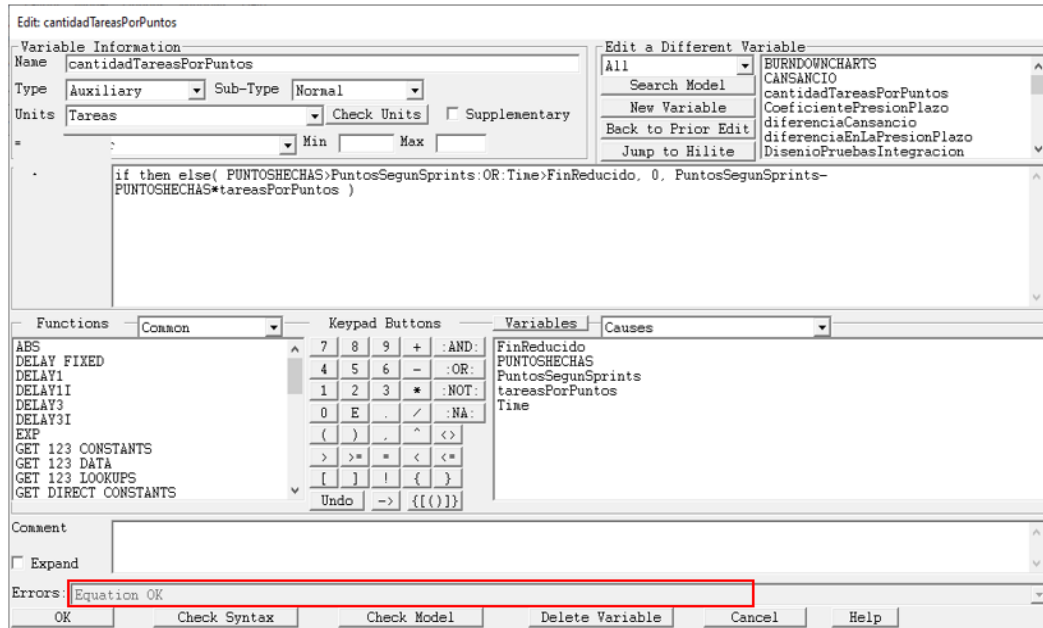 Edit: cantidadTareasPorPuntos
Variable Information
Name cantidadTareasPorPuntos
Type Auxiliary Sub-Type Normal
Units Tareas Check Units Supplementary
= Min Max
Edit a Different Variable
All
Search Model
New Variable
Back to Prior Edit
Jump to Hilite
BURNDOWNCHARTS
CANSANCIO
cantidadTareasPorPuntos
CoeficientePresionPlazo
diferenciaCansancio
diferenciaEnLaPresionPlazo
DisenioPruebasIntegracion
if then else( PUNTOSHECHAS>PuntosSegunSprints:OR:Time>FinReducido, 0, PuntosSegunSprints-
PUNTOSHECHAS*tareasPorPuntos )
Functions Common
ABS
DELAY FIXED
DELAY1
DELAY1I
DELAY3
DELAY3I
EXP
GET 123 CONSTANTS
GET 123 DATA
GET 123 LOOKUPS
GET DIRECT CONSTANTS
Keypad Buttons
7 8 9 + :AND:
4 5 6 - :OR:
1 2 3 * :NOT:
0 E . / :NA:
( ) , ^ <>
> >= = < <=
[ ] ! { }
Undo -> {[()]}
Variables Causes
FinReducido
PUNTOSHECHAS
PuntosSegunSprints
tareasPorPuntos
Time
Comment
Expand
Errors: Equation OK
OK Check Syntax Check Model Delete Variable Cancel Help